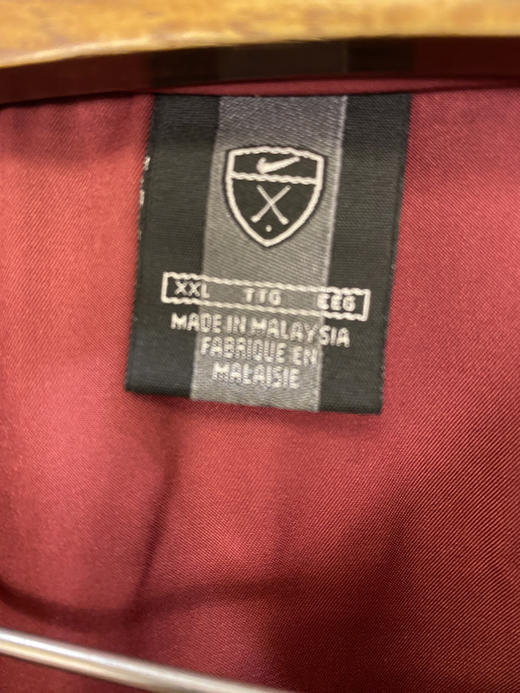 XXL TTG EEG
MADE IN MALAYSIA
FABRIQUE EN
MALAISIE